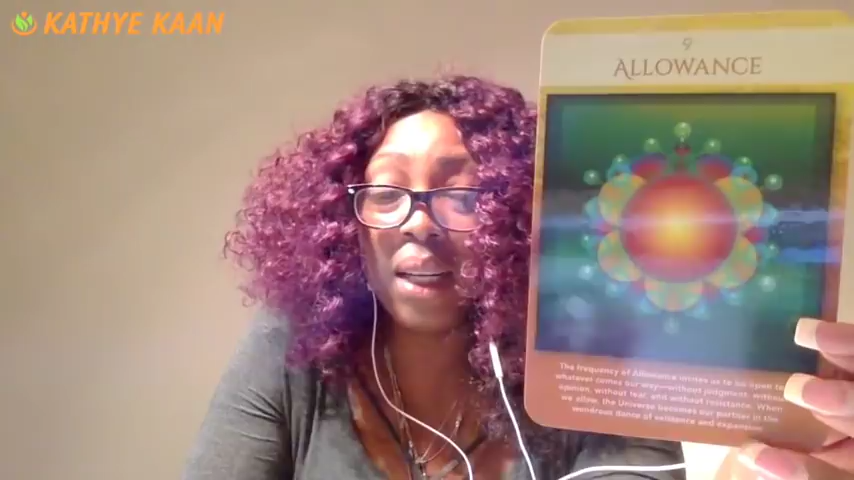 KATHYE KAAN
9
ALLOWANCE
The frequency of Allowance invites us to be open to
whatever comes our way—without judgment, without
opinion, without fear, and without resistance. When
we allow, the Universe becomes our partner in the
wondrous dance of existence and expansion.